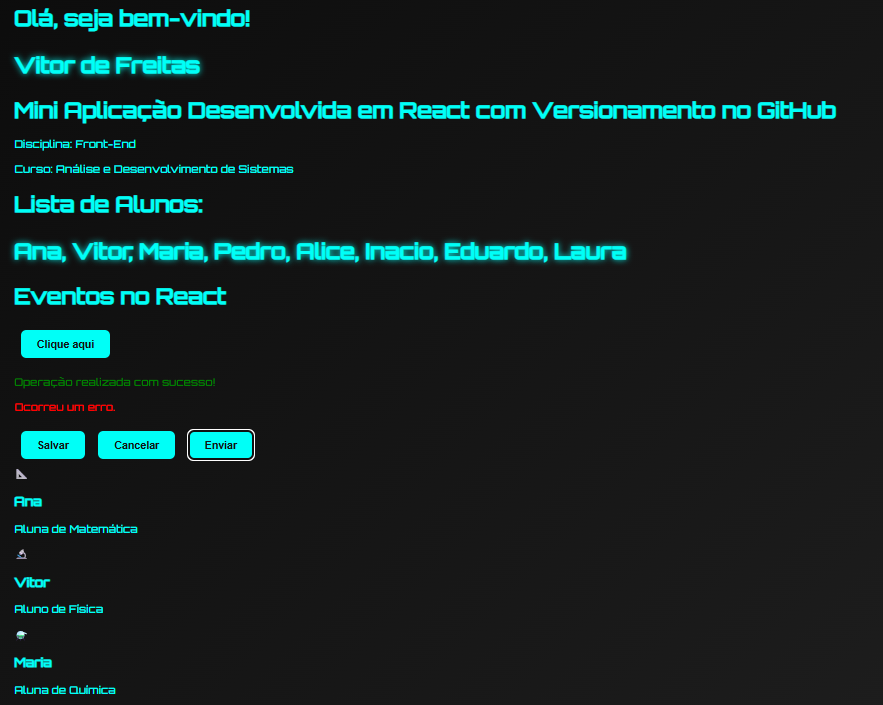 Olá, seja bem-vindo!
Vitor de Freitas
Mini Aplicação Desenvolvida em React com Versionamento no GitHub
Disciplina: Front-End
Curso: Análise e Desenvolvimento de Sistemas
Lista de Alunos:
Ana, Vitor, Maria, Pedro, Alice, Inacio, Eduardo, Laura
Eventos no React
Clique aqui
Operação realizada com sucesso!
Ocorreu um erro.
Salvar Cancelar Enviar
Ana
Aluna de Matemática
Vitor
Aluno de Física
Maria
Aluna de Química